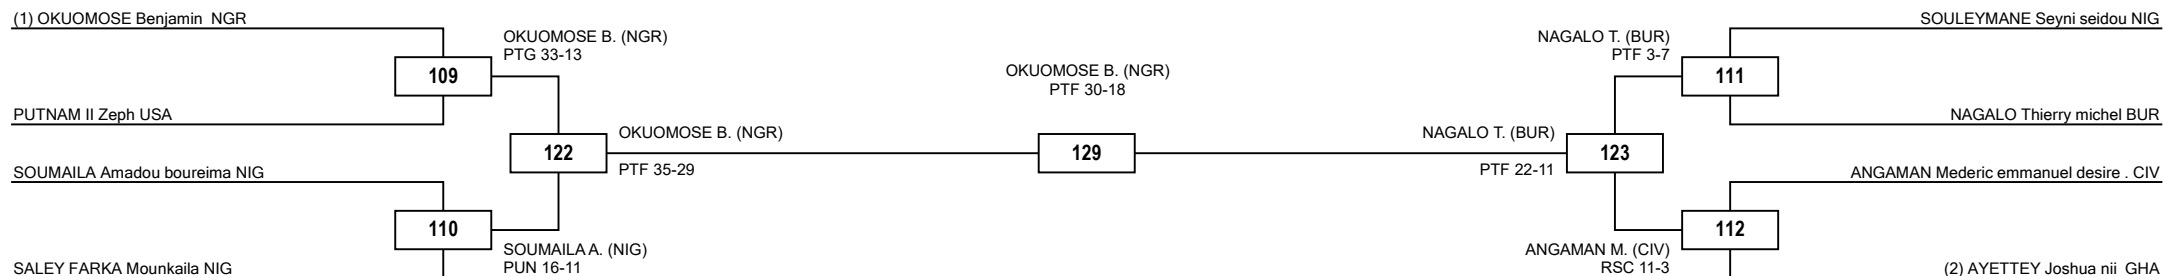 (1) OKUOMOSE Benjamin NGR
SOULEYMANE Seyni seidou NIG
OKUOMOSE B. (NGR)
PTG 33-13
NAGALO T. (BUR)
PTF 3-7
109
OKUOMOSE B. (NGR)
PTF 30-18
111
PUTNAM II Zeph USA
NAGALO Thierry michel BUR
122
OKUOMOSE B. (NGR)
PTF 35-29
129
NAGALO T. (BUR)
PTF 22-11
123
SOUMAILA Amadou boureima NIG
ANGAMAN Mederic emmanuel desire . CIV
110
112
SOUMAILA A. (NIG)
PUN 16-11
ANGAMAN M. (CIV)
RSC 11-3
SALEY FARKA Mounkaila NIG
(2) AYETTEY Joshua nii GHA